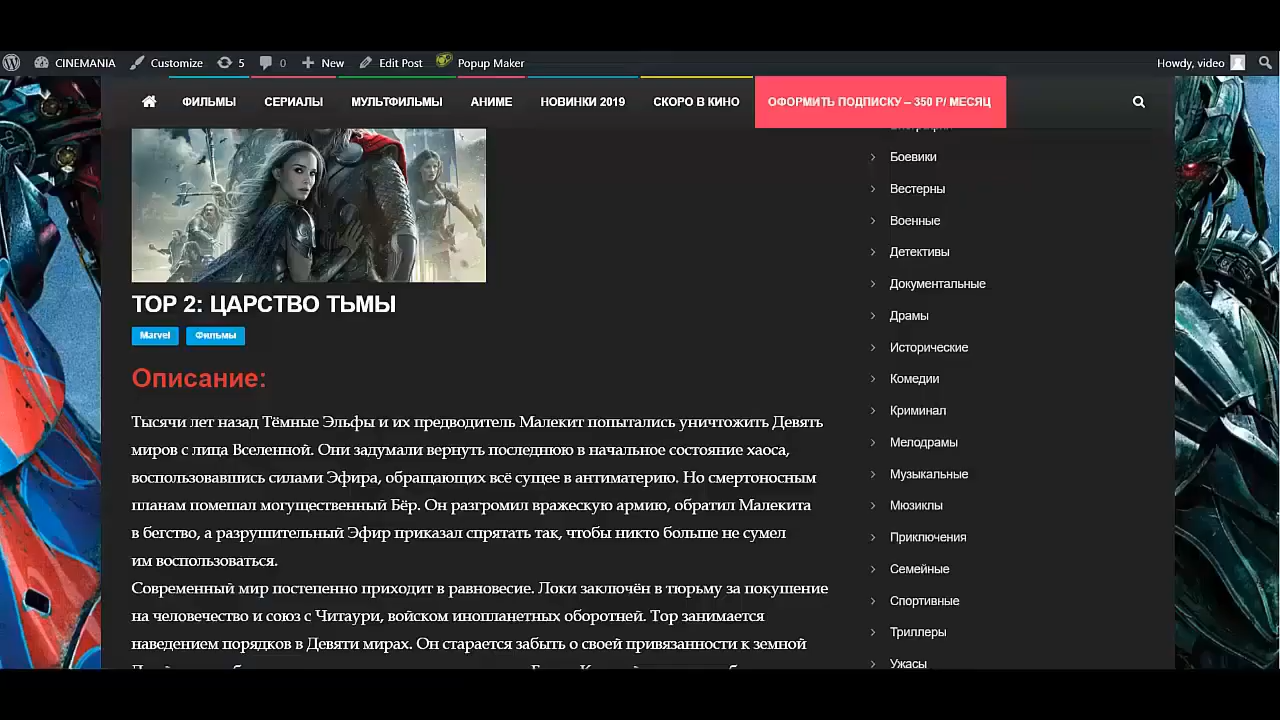 CINEMANIA Customize 5 0 New Edit Post Popup Maker Howdy, video
ФИЛЬМЫ СЕРИАЛЫ МУЛЬТФИЛЬМЫ АНИМЕ НОВИНКИ 2019 СКОРО В КИНО ОФОРМИТЬ ПОДПИСКУ – 350 Р/ МЕСЯЦ
ТОР 2: ЦАРСТВО ТЬМЫ
Marvel Фильмы
Описание:
Тысячи лет назад Тёмные Эльфы и их предводитель Малекит попытались уничтожить Девять
миров с лица Вселенной. Они задумали вернуть последнюю в начальное состояние хаоса,
воспользовавшись силами Эфира, обращающих всё сущее в антиматерию. Но смертоносным
планам помешал могущественный Бёр. Он разгромил вражескую армию, обратил Малекита
в бегство, а разрушительный Эфир приказал спрятать так, чтобы никто больше не сумел
им воспользоваться.
Современный мир постепенно приходит в равновесие. Локи заключён в тюрьму за покушение
на человечество и союз с Читаури, войском инопланетных оборотней. Тор занимается
наведением порядков в Девяти мирах. Он старается забыть о своей привязанности к земной
Боевики
Вестерны
Военные
Детективы
Документальные
Драмы
Исторические
Комедии
Криминал
Мелодрамы
Музыкальные
Мюзиклы
Приключения
Семейные
Спортивные
Триллеры
Ужасы